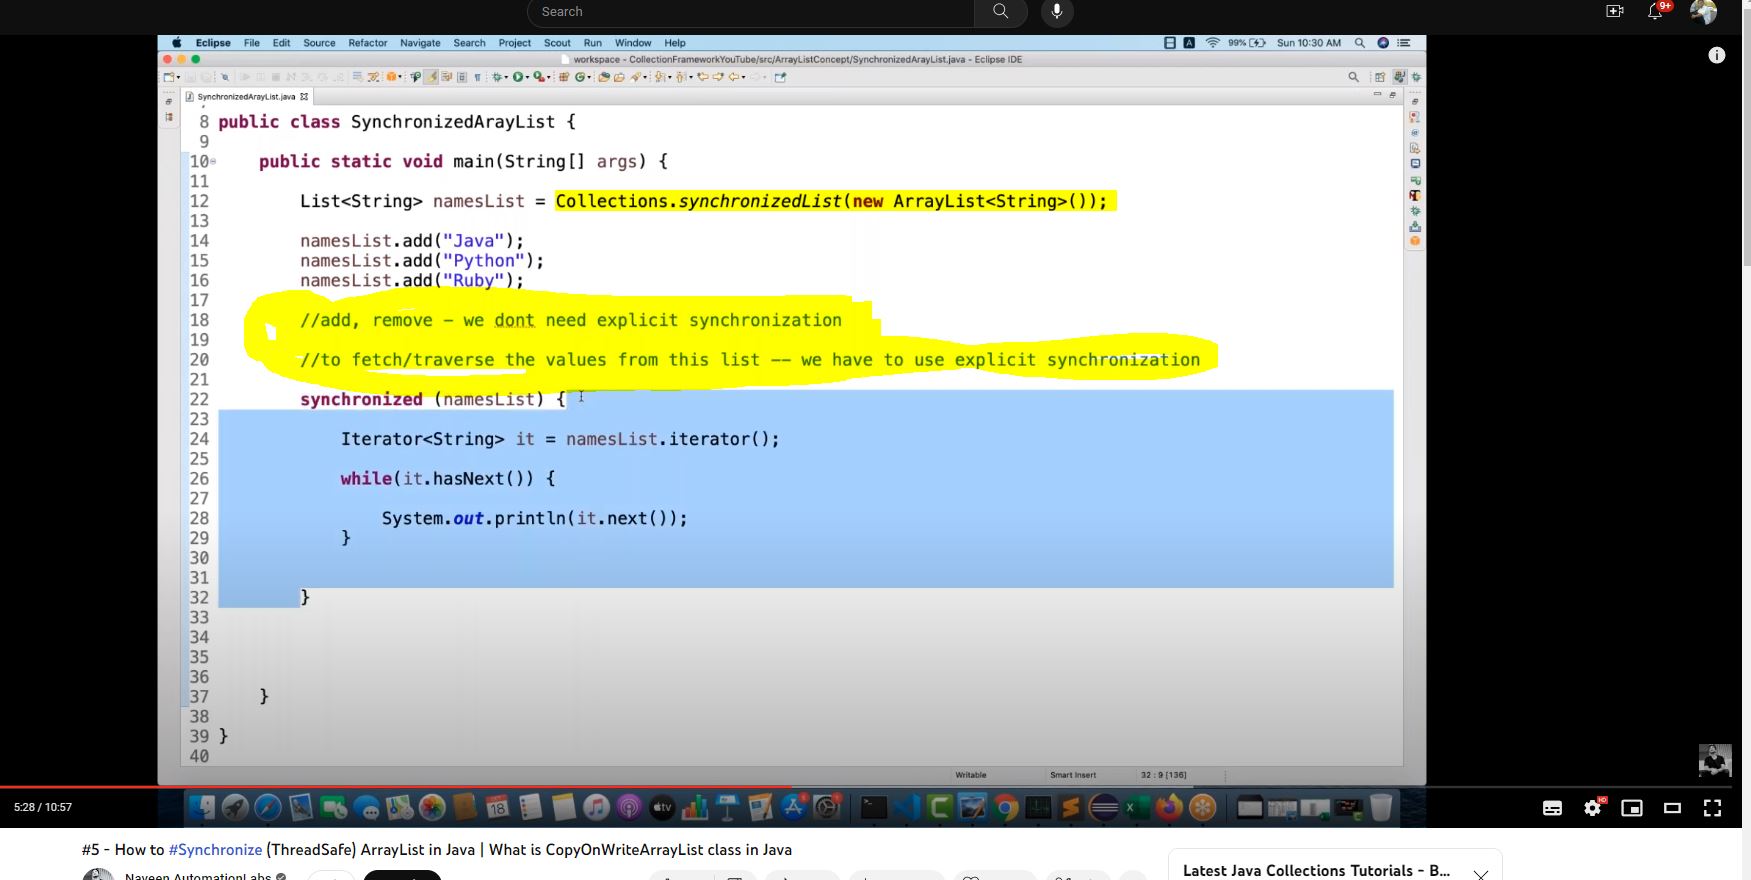 Search
9+
Eclipse File Edit Source Refactor Navigate Search Project Scout Run Window Help
99% Sun 10:30 AM
workspace - CollectionFrameworkYouTube/src/ArrayListConcept/SynchronizedArayList.java - Eclipse IDE
SynchronizedArayList.java
8 public class SynchronizedArayList {
9
10 public static void main(String[] args) {
11
12 List<String> namesList = Collections.synchronizedList(new ArrayList<String>());
13
14 namesList.add("Java");
15 namesList.add("Python");
16 namesList.add("Ruby");
17
18 //add, remove - we dont need explicit synchronization
19
20 //to fetch/traverse the values from this list -- we have to use explicit synchronization
21
22 synchronized (namesList) {
23
24 Iterator<String> it = namesList.iterator();
25
26 while(it.hasNext()) {
27
28 System.out.println(it.next());
29 }
30
31
32 }
33
34
35
36
37 }
38
39 }
40
Writable Smart Insert 32 : 9 [136]
18 tv
5:28 / 10:57
HD
#5 - How to #Synchronize (ThreadSafe) ArrayList in Java | What is CopyOnWriteArrayList class in Java
Naveen AutomationLabs
Latest Java Collections Tutorials - B...